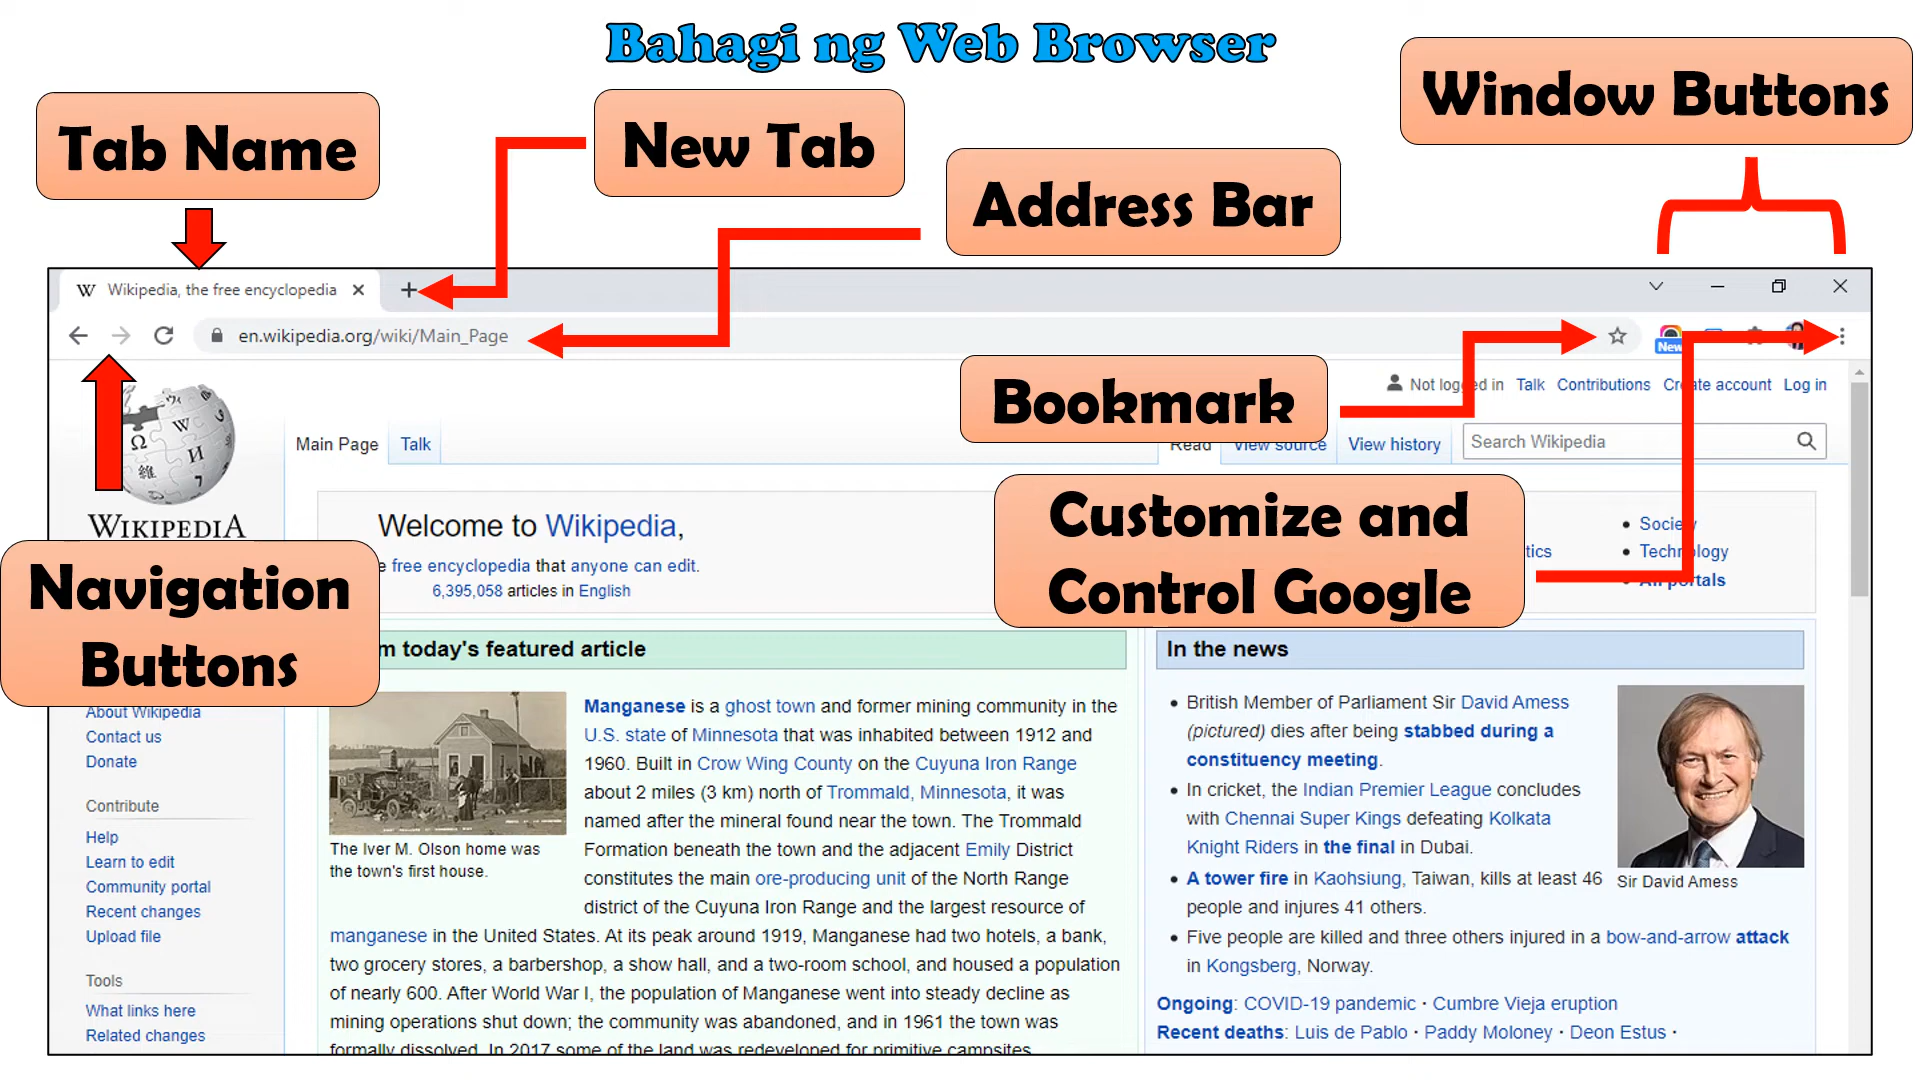 Bahagi ng Web Browser
Tab Name
New Tab
Address Bar
Window Buttons
Wikipedia, the free encyclopedia
en.wikipedia.org/wiki/Main_Page
New
Bookmark
Not logged in Talk Contributions Create account Log in
Main Page Talk
Read View source View history Search Wikipedia
WIKIPEDIA
Customize and
Control Google
Navigation
Buttons
Welcome to Wikipedia,
free encyclopedia that anyone can edit.
6,395,058 articles in English
Society
Technology
All portals
today's featured article
In the news
About Wikipedia
Contact us
Donate
Contribute
Help
Learn to edit
Community portal
Recent changes
Upload file
Tools
What links here
Related changes
The Iver M. Olson home was
the town's first house.
Manganese is a ghost town and former mining community in the
U.S. state of Minnesota that was inhabited between 1912 and
1960. Built in Crow Wing County on the Cuyuna Iron Range
about 2 miles (3 km) north of Trommald, Minnesota, it was
named after the mineral found near the town. The Trommald
Formation beneath the town and the adjacent Emily District
constitutes the main ore-producing unit of the North Range
district of the Cuyuna Iron Range and the largest resource of
manganese in the United States. At its peak around 1919, Manganese had two hotels, a bank,
two grocery stores, a barbershop, a show hall, and a two-room school, and housed a population
of nearly 600. After World War I, the population of Manganese went into steady decline as
mining operations shut down; the community was abandoned, and in 1961 the town was
formally dissolved. In 2017 some of the land was redeveloped for primitive campsites
British Member of Parliament Sir David Amess
(pictured) dies after being stabbed during a
constituency meeting.
In cricket, the Indian Premier League concludes
with Chennai Super Kings defeating Kolkata
Knight Riders in the final in Dubai.
A tower fire in Kaohsiung, Taiwan, kills at least 46
people and injures 41 others.
Five people are killed and three others injured in a bow-and-arrow attack
in Kongsberg, Norway.
Sir David Amess
Ongoing: COVID-19 pandemic · Cumbre Vieja eruption
Recent deaths: Luis de Pablo · Paddy Moloney · Deon Estus ·